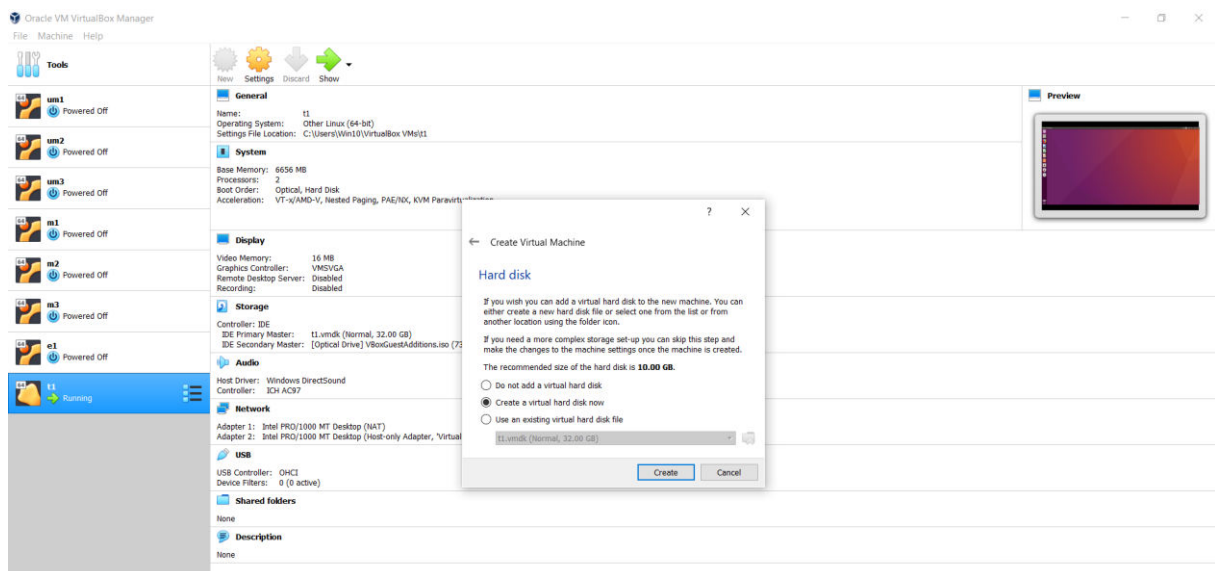 Oracle VM VirtualBox Manager
File Machine Help
Tools
New Settings Discard Show
64 um1
Powered Off
64 um2
Powered Off
64 um3
Powered Off
64 m1
Powered Off
64 m2
Powered Off
64 m3
Powered Off
64 e1
Powered Off
64 t1
Running
General
Name: t1
Operating System: Other Linux (64-bit)
Settings File Location: C:\Users\Win10\VirtualBox VMs\t1
System
Base Memory: 6656 MB
Processors: 2
Boot Order: Optical, Hard Disk
Acceleration: VT-x/AMD-V, Nested Paging, PAE/NX, KVM Paravirtualization
Display
Video Memory: 16 MB
Graphics Controller: VMSVGA
Remote Desktop Server: Disabled
Recording: Disabled
Storage
Controller: IDE
IDE Primary Master: t1.vmdk (Normal, 32.00 GB)
IDE Secondary Master: [Optical Drive] VBoxGuestAdditions.iso (73
Audio
Host Driver: Windows DirectSound
Controller: ICH AC97
Network
Adapter 1: Intel PRO/1000 MT Desktop (NAT)
Adapter 2: Intel PRO/1000 MT Desktop (Host-only Adapter, 'Virtual
USB
USB Controller: OHCI
Device Filters: 0 (0 active)
Shared folders
None
Description
None
Preview
?
Create Virtual Machine
Hard disk
If you wish you can add a virtual hard disk to the new machine. You can
either create a new hard disk file or select one from the list or from
another location using the folder icon.
If you need a more complex storage set-up you can skip this step and
make the changes to the machine settings once the machine is created.
The recommended size of the hard disk is 10.00 GB.
Do not add a virtual hard disk
Create a virtual hard disk now
Use an existing virtual hard disk file
t1.vmdk (Normal, 32.00 GB)
Create Cancel